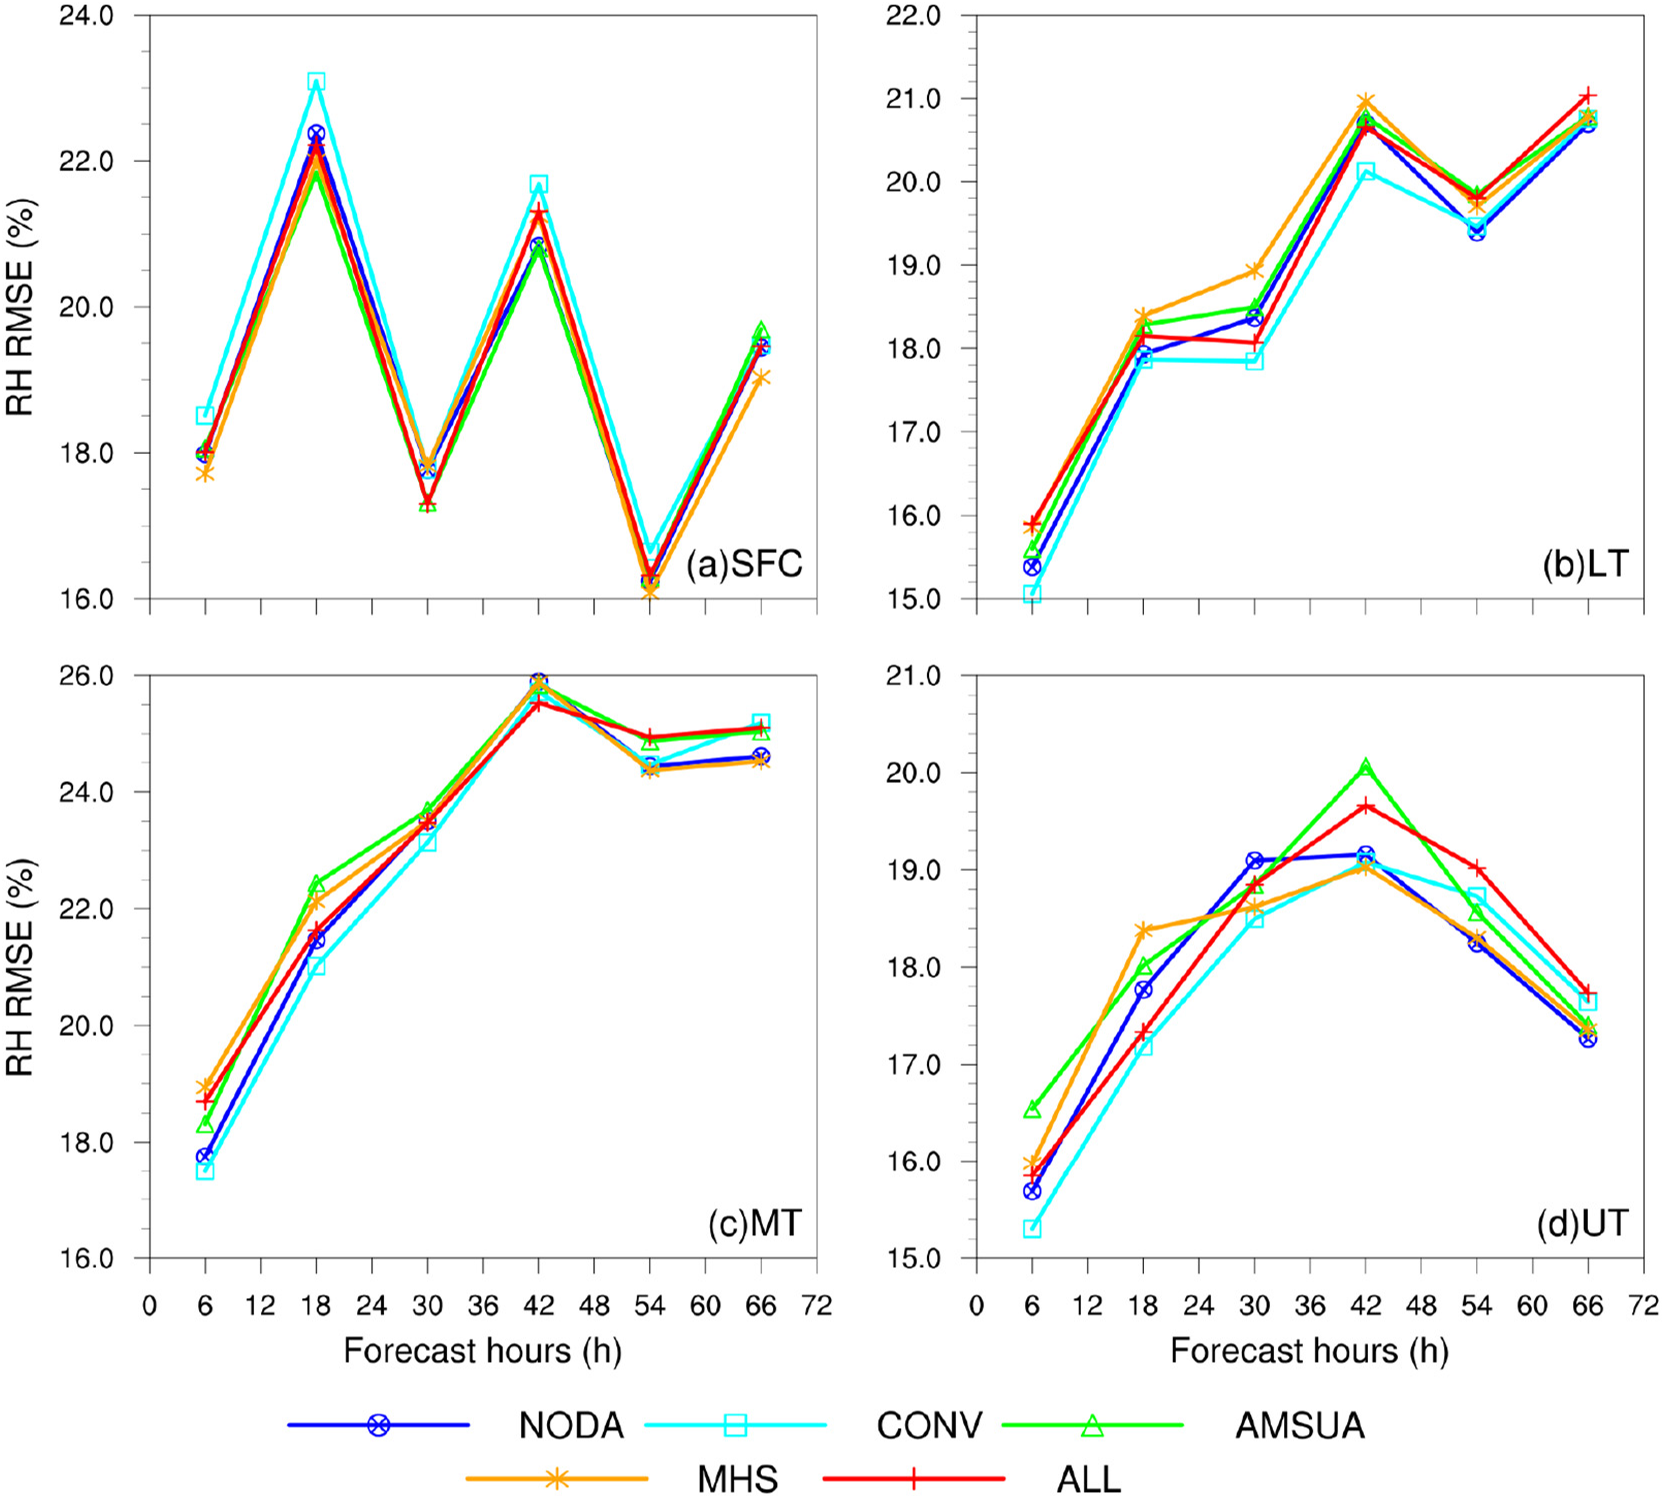 24.0
22.0
20.0
18.0
16.0
RH RMSE (%)
(a)SFC
22.0
21.0
20.0
19.0
18.0
17.0
16.0
15.0
(b)LT
26.0
24.0
22.0
20.0
18.0
16.0
RH RMSE (%)
(c)MT
0 6 12 18 24 30 36 42 48 54 60 66 72
Forecast hours (h)
21.0
20.0
19.0
18.0
17.0
16.0
15.0
(d)UT
0 6 12 18 24 30 36 42 48 54 60 66 72
Forecast hours (h)
NODA CONV AMSUA
MHS ALL